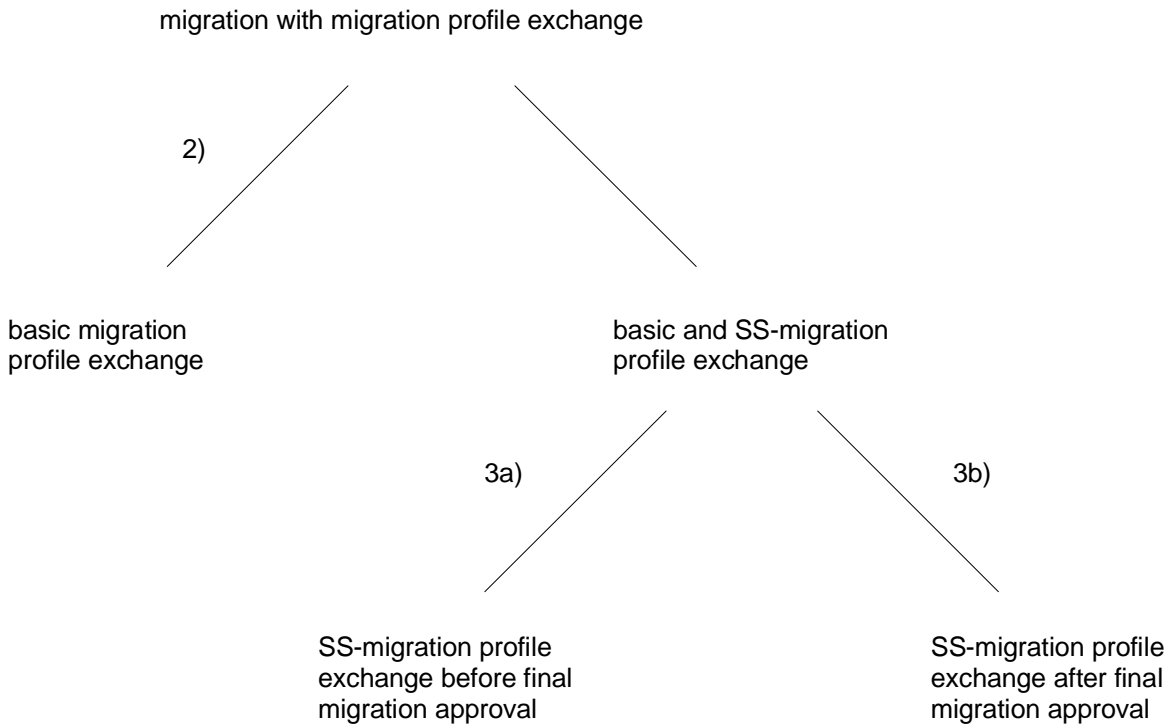 migration with migration profile exchange
2)
basic migration
profile exchange
basic and SS-migration
profile exchange
3a)
3b)
SS-migration profile
exchange before final
migration approval
SS-migration profile
exchange after final
migration approval